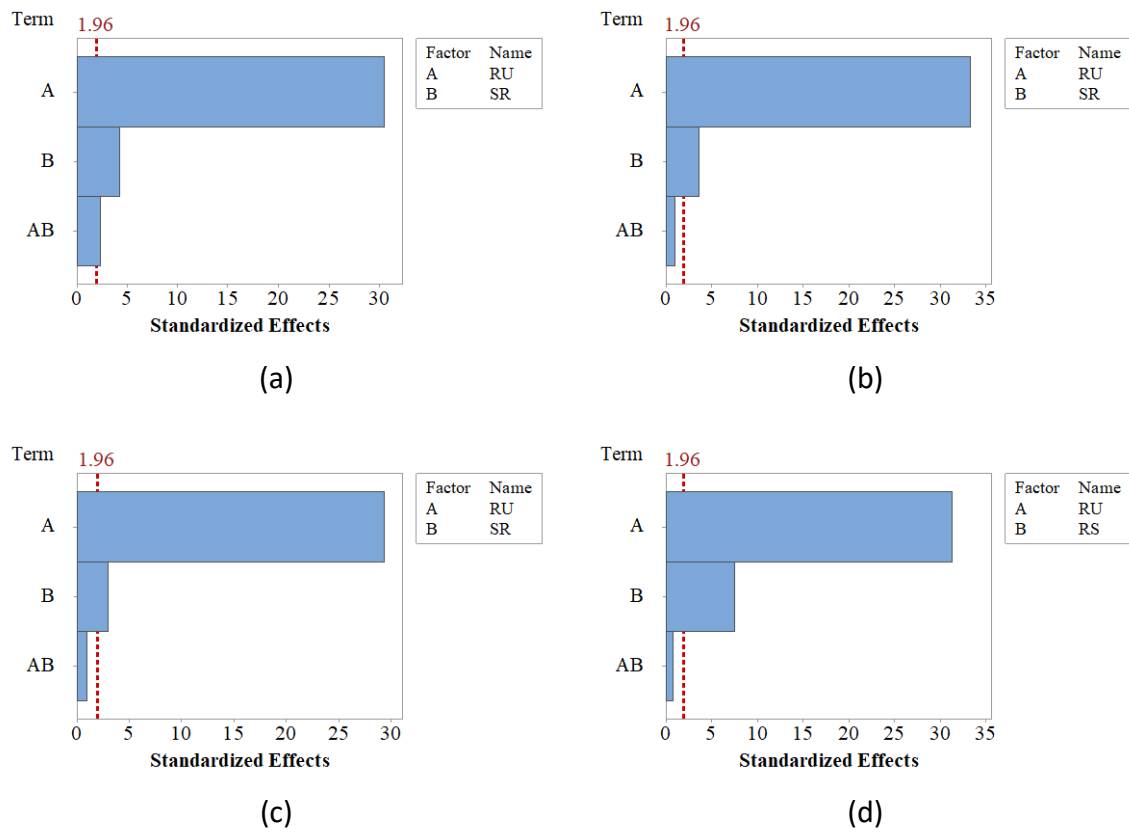 Term
1.96
A
B
AB
0 5 10 15 20 25 30
Standardized Effects
Factor Name
A RU
B SR
(a)
Term
1.96
A
B
AB
0 5 10 15 20 25 30 35
Standardized Effects
Factor Name
A RU
B SR
(b)
Term
1.96
A
B
AB
0 5 10 15 20 25 30
Standardized Effects
Factor Name
A RU
B SR
(c)
Term
1.96
A
B
AB
0 5 10 15 20 25 30 35
Standardized Effects
Factor Name
A RU
B RS
(d)